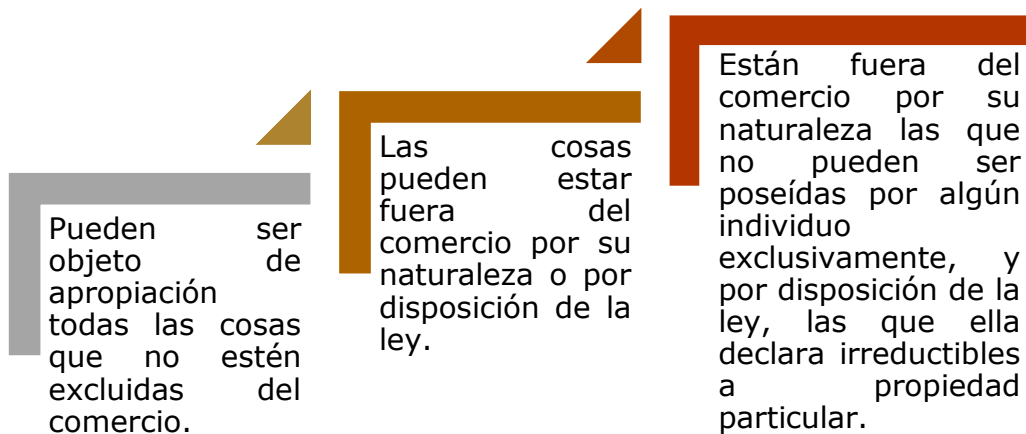 Pueden ser
objeto de
apropiación
todas las cosas
que no estén
excluidas del
comercio.
Las cosas
pueden estar
fuera del
comercio por su
naturaleza o por
disposición de la
ley.
Están fuera del
comercio por su
naturaleza las que
no pueden ser
poseídas por algún
individuo
exclusivamente, y
por disposición de la
ley, las que ella
declara irreductibles
a propiedad
particular.